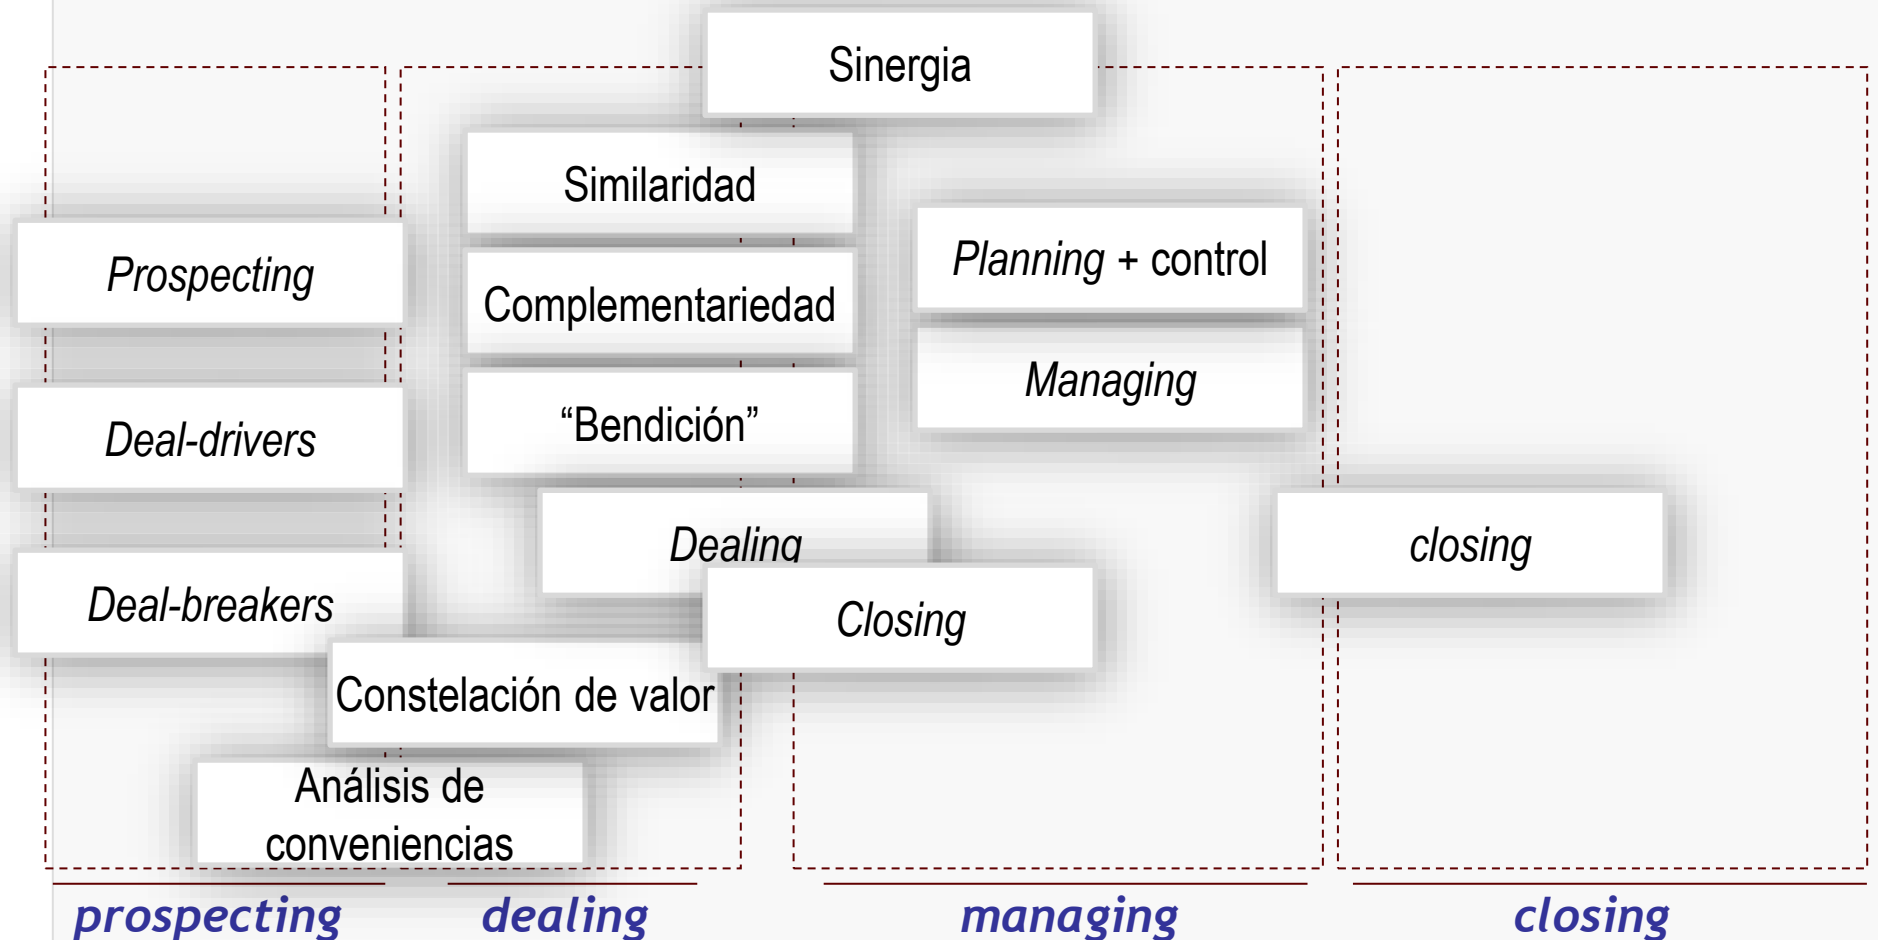 Sinergia
Similaridad
Prospecting
Complementariedad
Planning + control
Deal-drivers
“Bendición”
Managing
Deal-breakers
Dealing
closing
Closing
Constelación de valor
Análisis de
conveniencias
prospecting
dealing
managing
closing